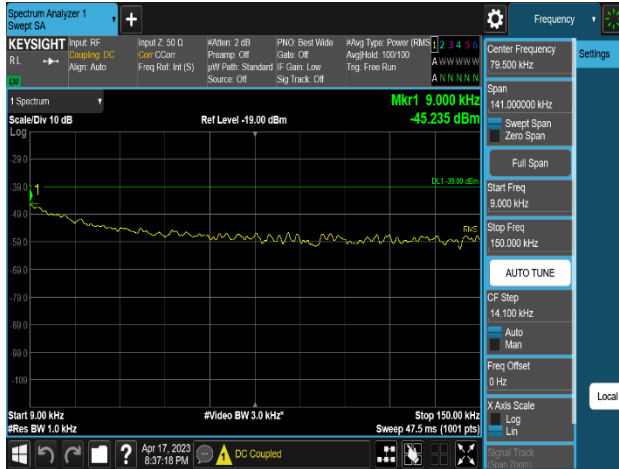 Spectrum Analyzer 1
Swept SA
+
Frequency
KEYSIGHT
RL
Input: RF
Coupling: DC
Align: Auto
Input Z: 50 Ω
Corr CCorr
Freq Ref: Int (S)
#Atten: 2 dB
Preamp: Off
µW Path: Standard
Source: Off
PNO: Best Wide
Gate: Off
IF Gain: Low
Sig Track: Off
#Avg Type: Power (RMS
Avg|Hold: 100/100
Trig: Free Run
1 2 3 4 5 6
A W W W W W
A N N N N N
Center Frequency
79.500 kHz
Settings
Span
141.000000 kHz
Swept Span
Zero Span
Full Span
Start Freq
9.000 kHz
Stop Freq
150.000 kHz
AUTO TUNE
CF Step
14.100 kHz
Auto
Man
Freq Offset
0 Hz
X Axis Scale
Log
Lin
Signal Track
(Span Zoom)
Local
1 Spectrum
Scale/Div 10 dB
Log
Ref Level -19.00 dBm
Mkr1 9.000 kHz
-45.235 dBm
-29.0
-39.0
-49.0
-59.0
-69.0
-79.0
-89.0
-99.0
-109
1
DL1 -39.00 dBm
RMS
Start 9.00 kHz
#Res BW 1.0 kHz
#Video BW 3.0 kHz*
Stop 150.00 kHz
Sweep 47.5 ms (1001 pts)
?
Apr 17, 2023
8:37:18 PM
DC Coupled